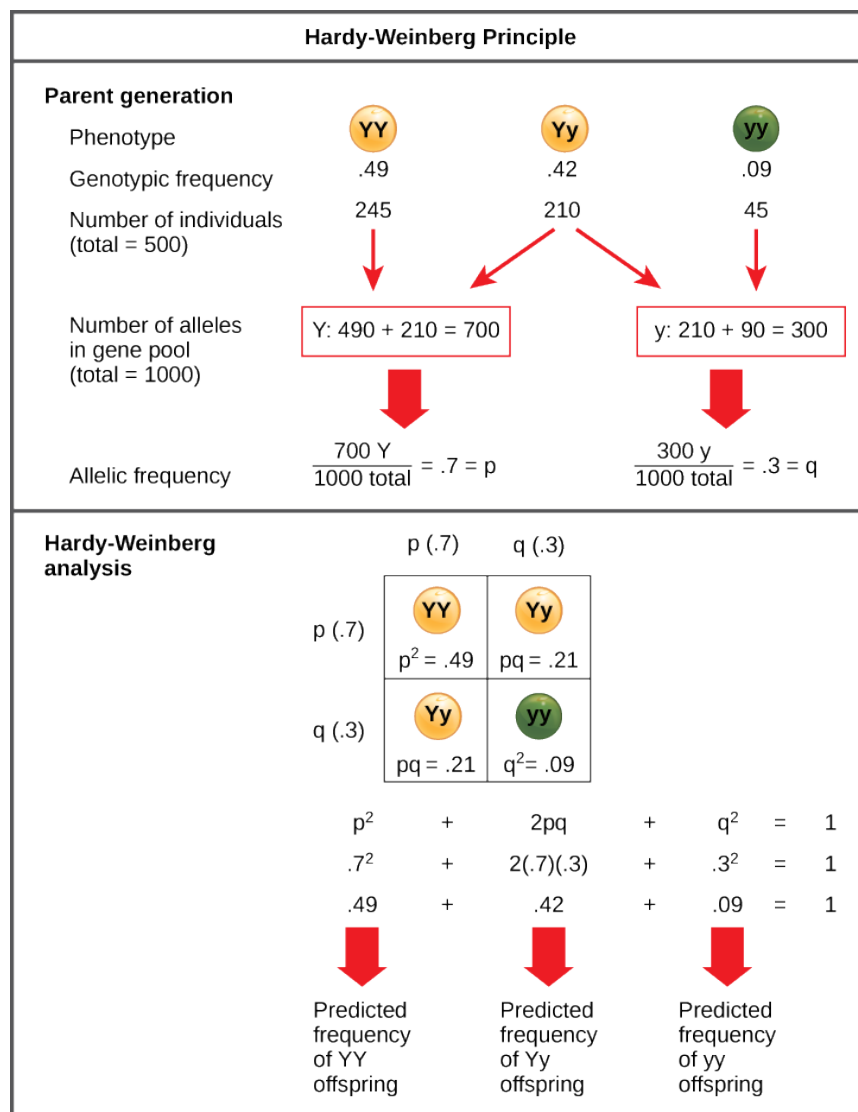 Hardy-Weinberg Principle
Parent generation
Phenotype YY Yy yy
Genotypic frequency .49 .42 .09
Number of individuals 245 210 45
(total = 500)
Number of alleles
in gene pool
(total = 1000)
Y: 490 + 210 = 700 y: 210 + 90 = 300
Allelic frequency
700 Y
1000 total
= .7 = p
300 y
1000 total
= .3 = q
Hardy-Weinberg
analysis
p (.7) q (.3)
p (.7)
YY Yy
p² = .49 pq = .21
q (.3)
Yy yy
pq = .21 q²= .09
p² + 2pq + q² = 1
.7² + 2(.7)(.3) + .3² = 1
.49 + .42 + .09 = 1
Predicted
frequency
of YY
offspring
Predicted
frequency
of Yy
offspring
Predicted
frequency
of yy
offspring